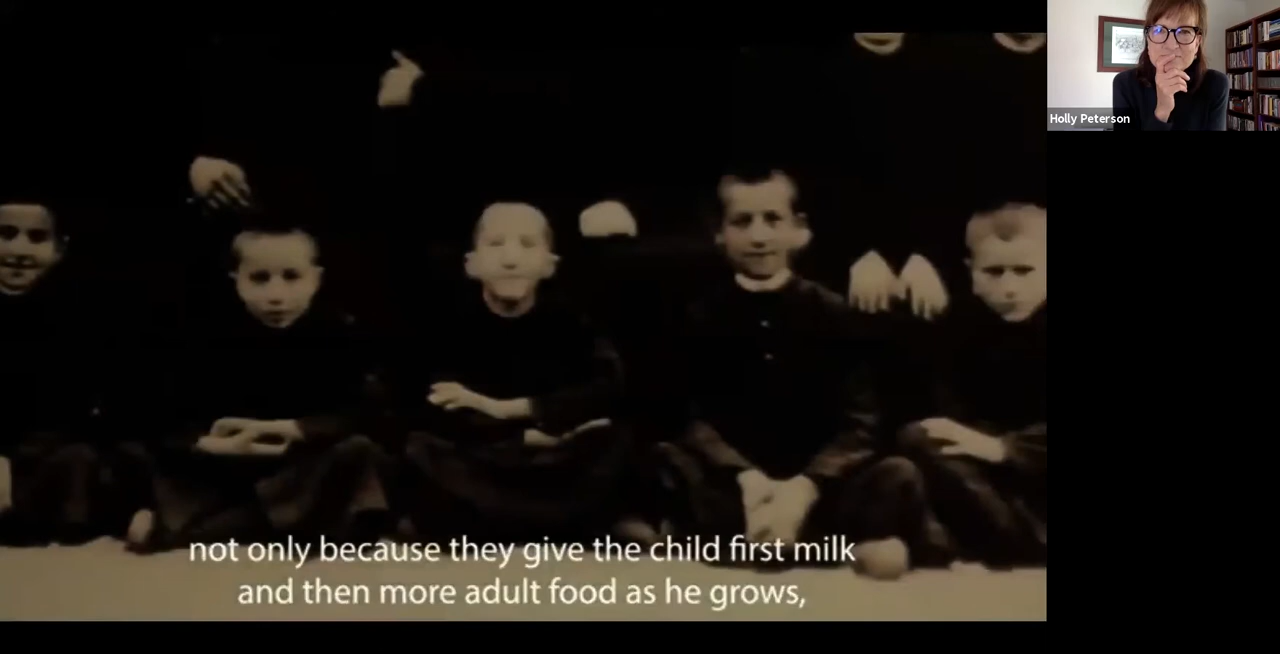 Holly Peterson
not only because they give the child first milk
and then more adult food as he grows,